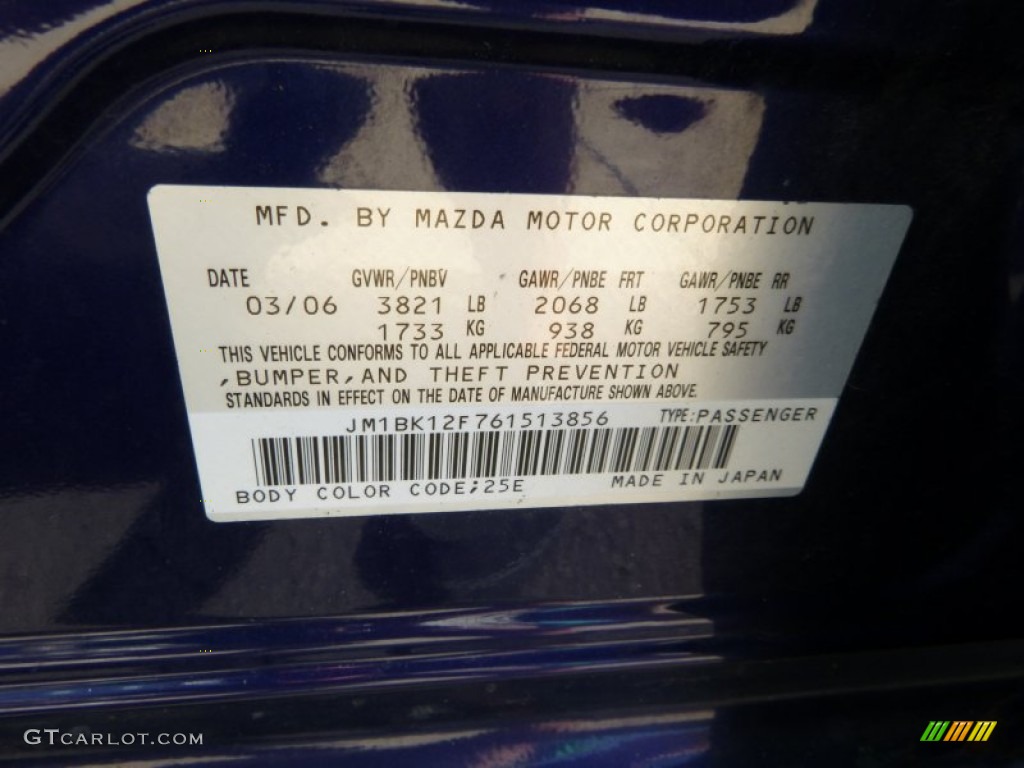 MFD. BY MAZDA MOTOR CORPORATION
DATE GVWR/PNBV GAWR/PNBE FRT GAWR/PNBE RR
03/06 3821 LB 2068 LB 1753 LB
1733 KG 938 KG 795 KG
THIS VEHICLE CONFORMS TO ALL APPLICABLE FEDERAL MOTOR VEHICLE SAFETY
,BUMPER,AND THEFT PREVENTION
STANDARDS IN EFFECT ON THE DATE OF MANUFACTURE SHOWN ABOVE.
JM1BK12F761513856 TYPE:PASSENGER
BODY COLOR CODE;25E MADE IN JAPAN
GTCARLOT.COM